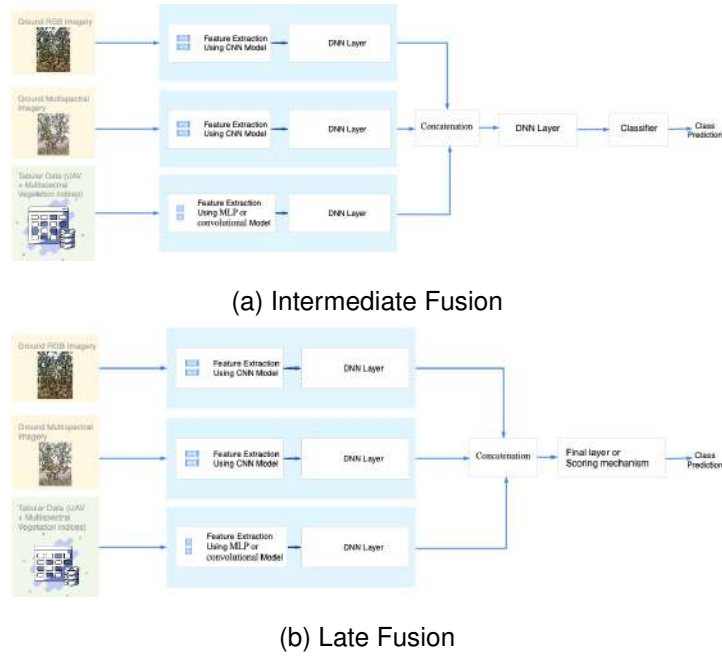 Ground RGB Imagery
Feature Extraction
Using CNN Model
DNN Layer
Ground Multispectral
Imagery
Feature Extraction
Using CNN Model
DNN Layer
Concatenation
DNN Layer
Classifier
Class
Prediction
Tabular Data (UAV
+ Multispectral
Vegetation indices)
Feature Extraction
Using MLP or
convolutional Model
DNN Layer
(a) Intermediate Fusion
Ground RGB Imagery
Feature Extraction
Using CNN Model
DNN Layer
Ground Multispectral
Imagery
Feature Extraction
Using CNN Model
DNN Layer
Concatenation
Final layer or
Scoring mechanism
Class
Prediction
Tabular Data (UAV
+ Multispectral
Vegetation indices)
Feature Extraction
Using MLP or
convolutional Model
DNN Layer
(b) Late Fusion